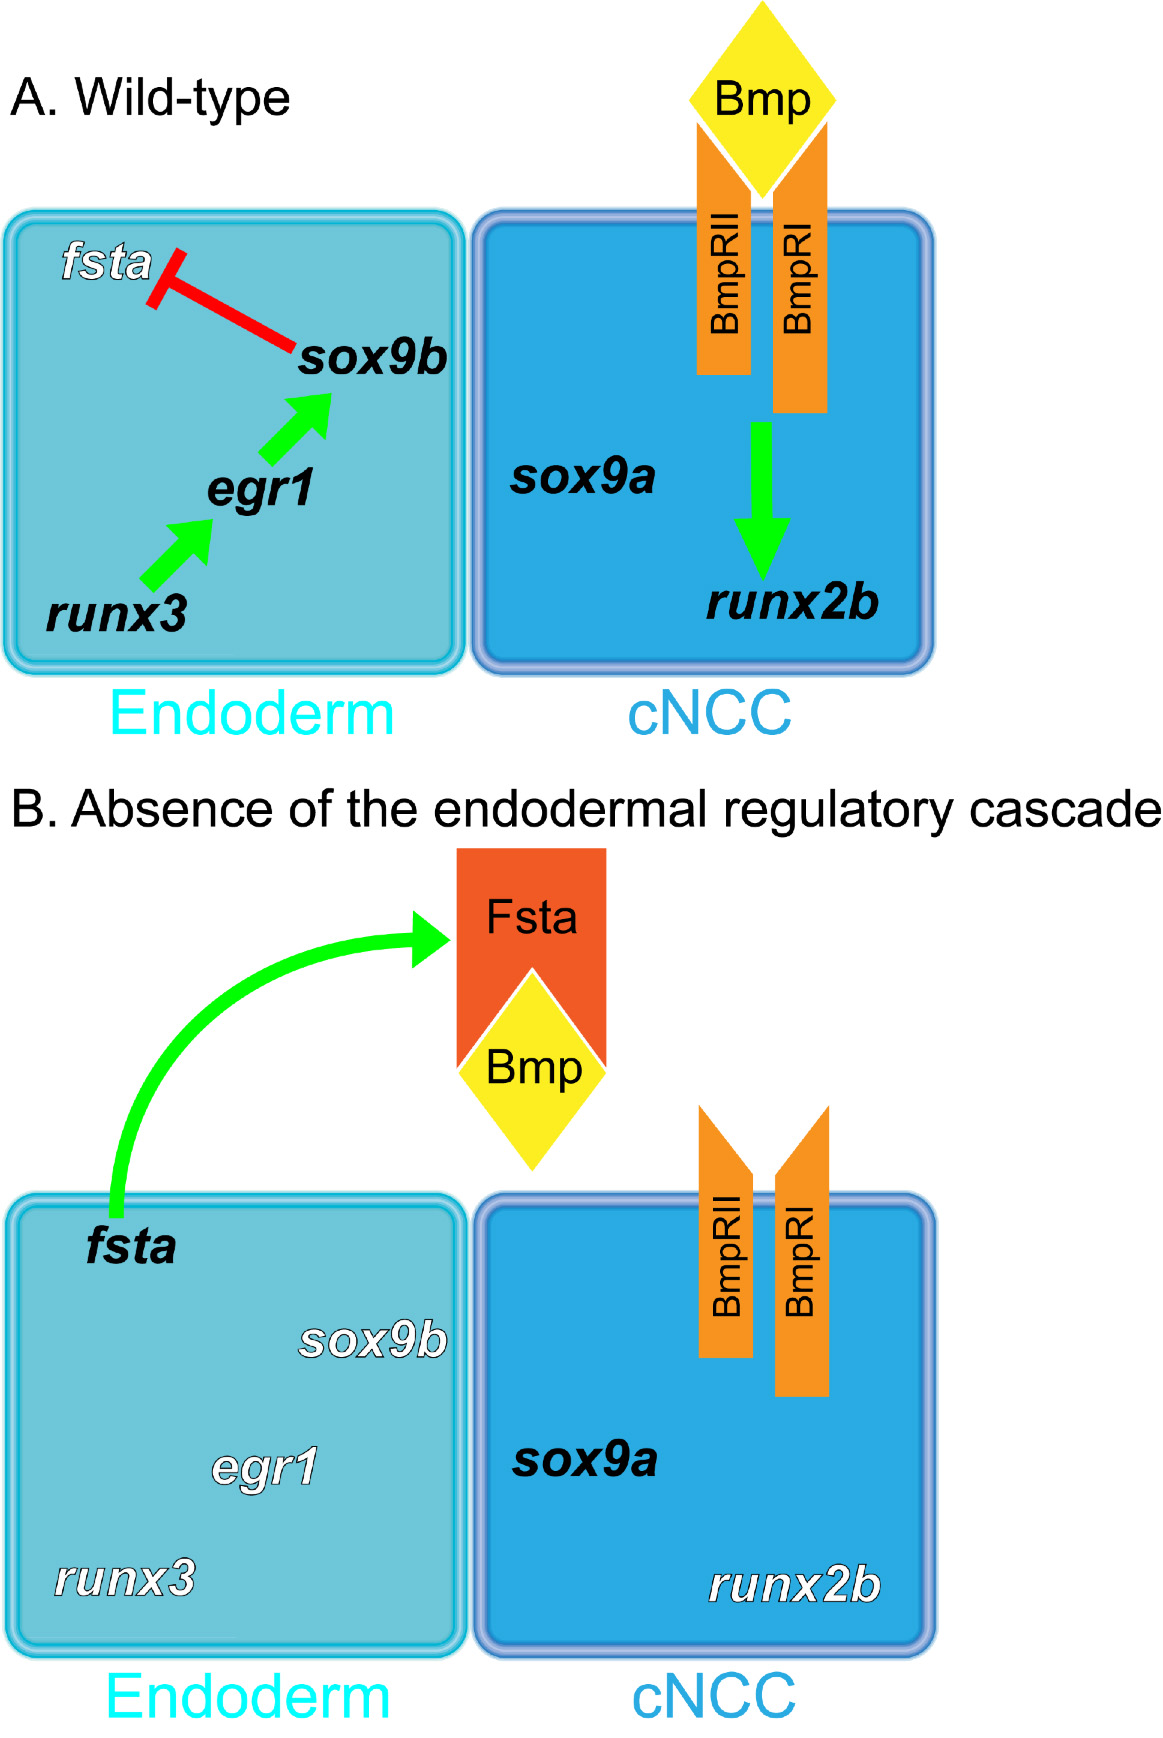 A. Wild-type
Bmp
BmpRII
BmpRI
fsta
sox9b
egr1
runx3
sox9a
runx2b
Endoderm
cNCC
B. Absence of the endodermal regulatory cascade
Fsta
Bmp
BmpRII
BmpRI
fsta
sox9b
egr1
runx3
sox9a
runx2b
Endoderm
cNCC